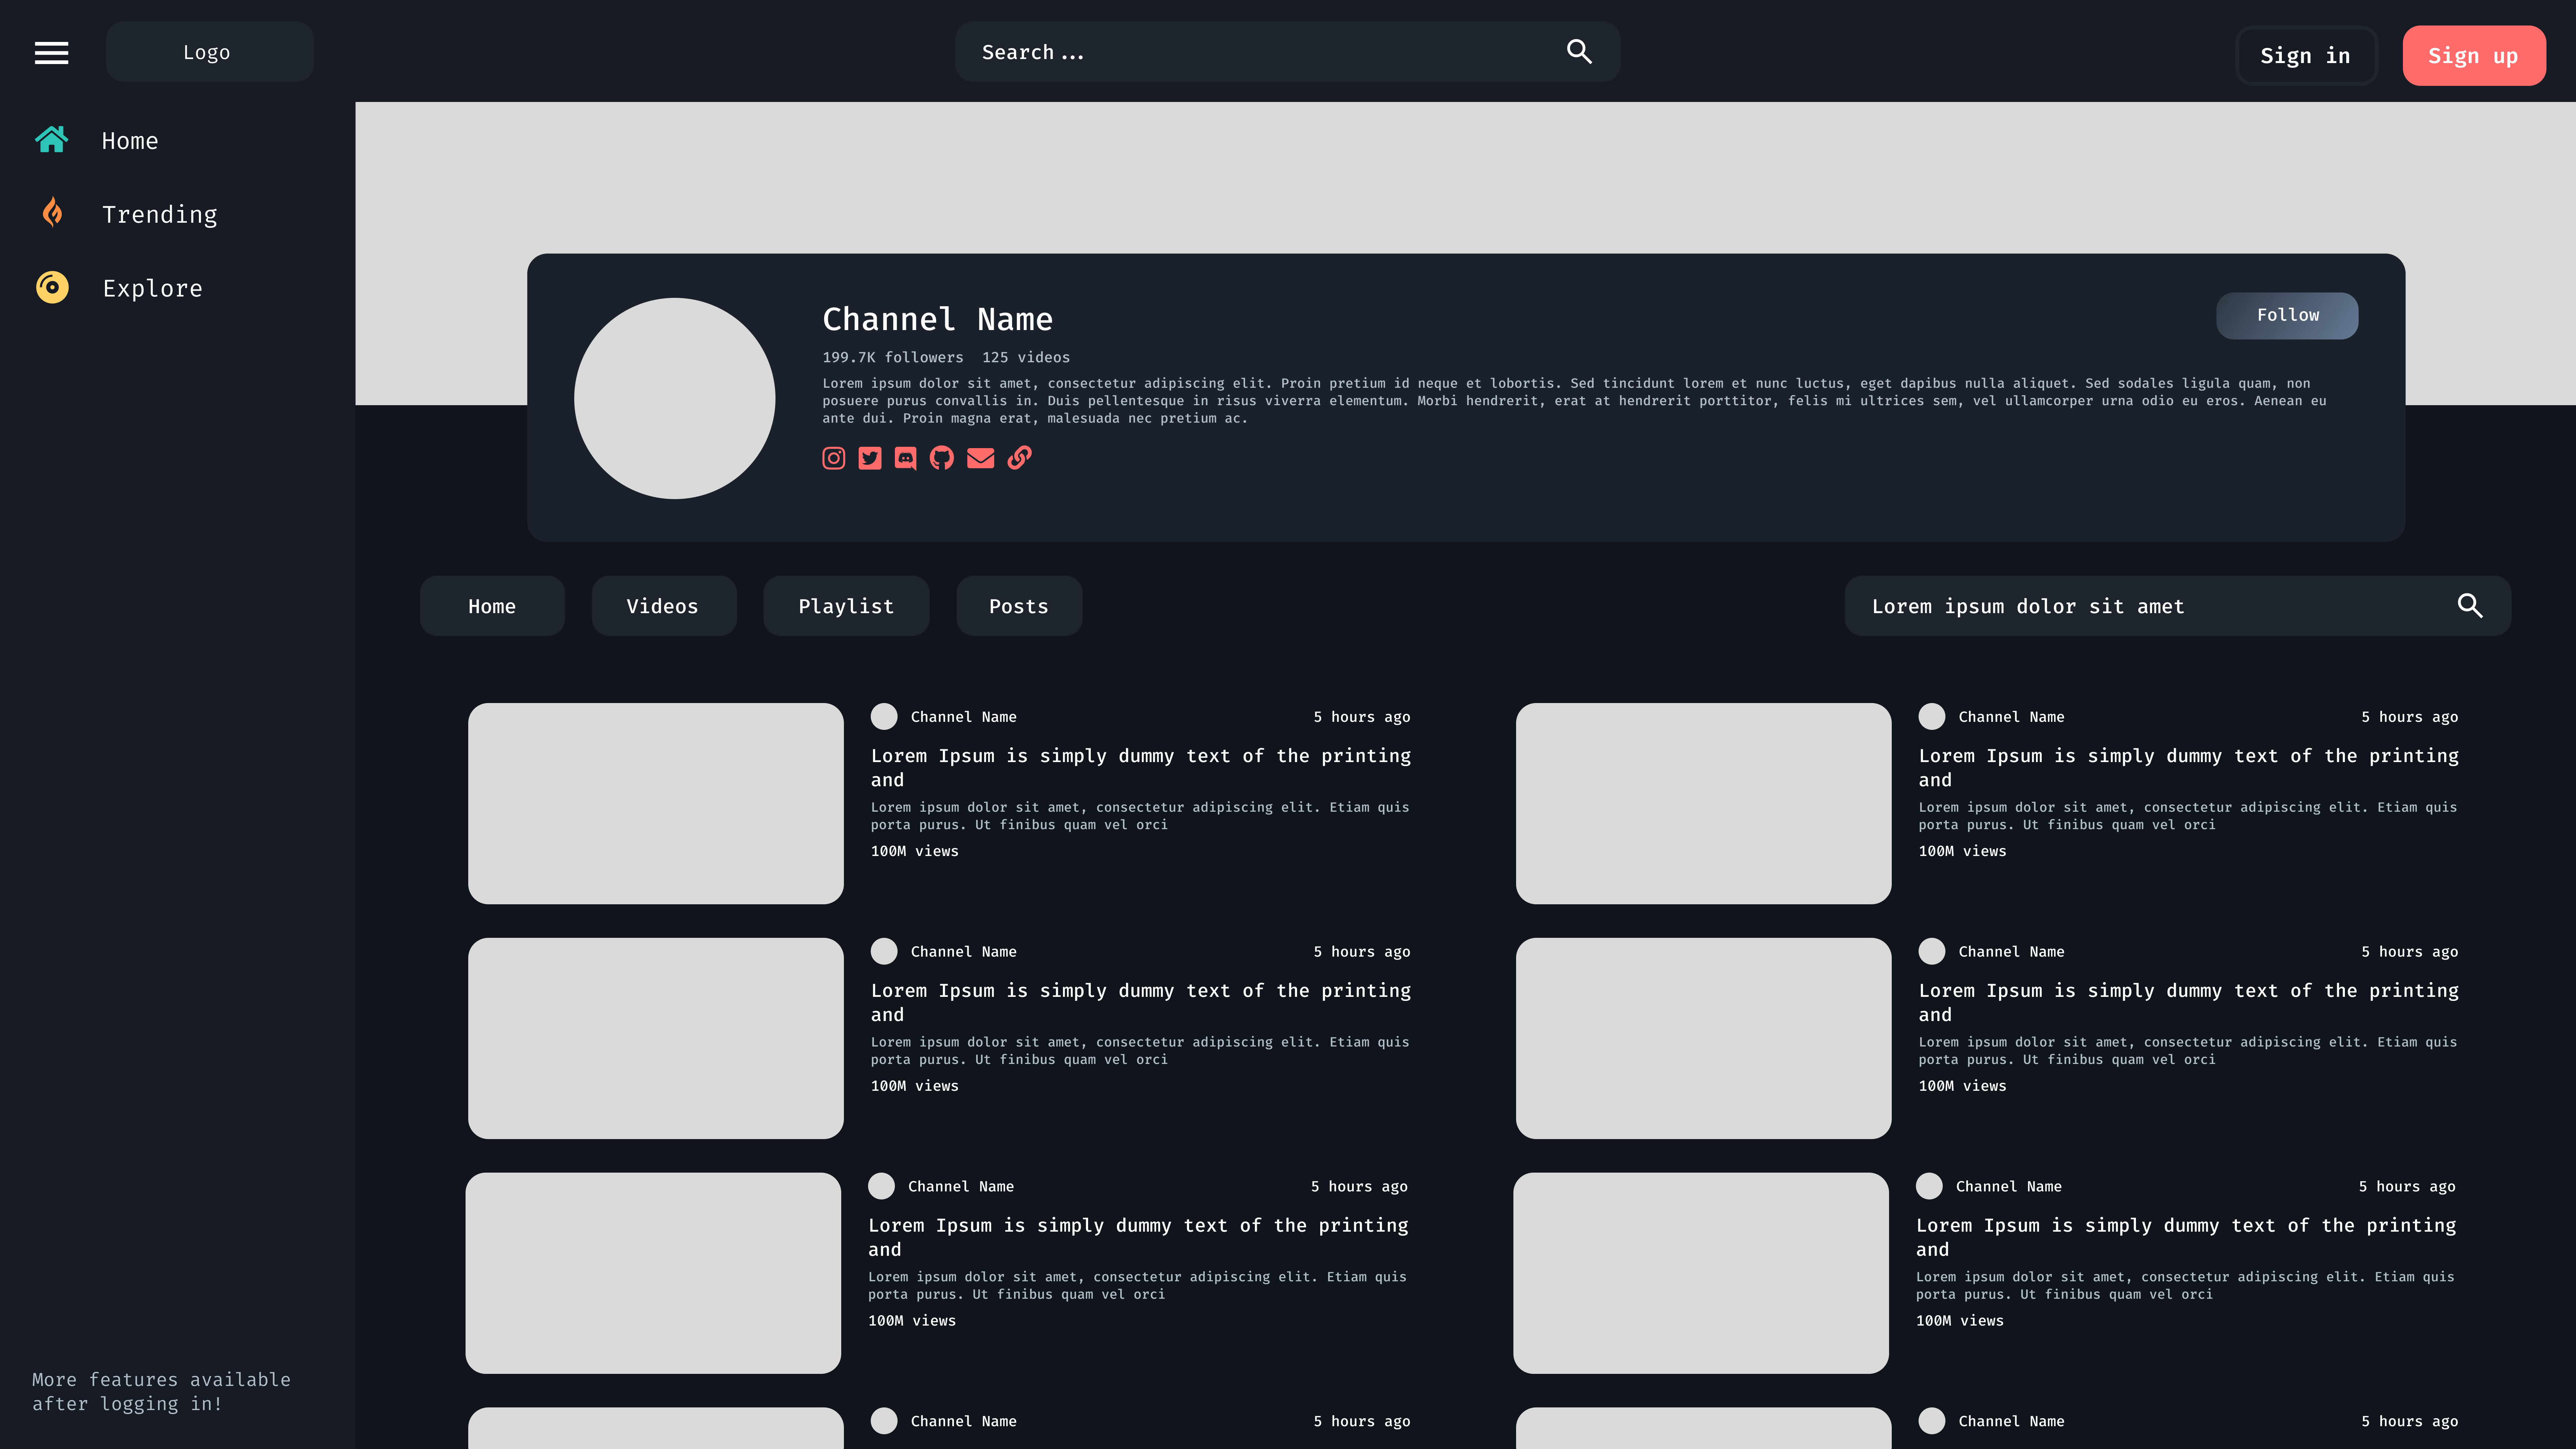 Logo
Search...
Sign in
Sign up
Home
Trending
Explore
Channel Name
Follow
199.7K followers 125 videos
Lorem ipsum dolor sit amet, consectetur adipiscing elit. Proin pretium id neque et lobortis. Sed tincidunt lorem et nunc luctus, eget dapibus nulla aliquet. Sed sodales ligula quam, non
posuere purus convallis in. Duis pellentesque in risus viverra elementum. Morbi hendrerit, erat at hendrerit porttitor, felis mi ultrices sem, vel ullamcorper urna odio eu eros. Aenean eu
ante dui. Proin magna erat, malesuada nec pretium ac.
Home
Videos
Playlist
Posts
Lorem ipsum dolor sit amet
Channel Name
5 hours ago
Lorem Ipsum is simply dummy text of the printing
and
Lorem ipsum dolor sit amet, consectetur adipiscing elit. Etiam quis
porta purus. Ut finibus quam vel orci
100M views
Channel Name
5 hours ago
Lorem Ipsum is simply dummy text of the printing
and
Lorem ipsum dolor sit amet, consectetur adipiscing elit. Etiam quis
porta purus. Ut finibus quam vel orci
100M views
Channel Name
5 hours ago
Lorem Ipsum is simply dummy text of the printing
and
Lorem ipsum dolor sit amet, consectetur adipiscing elit. Etiam quis
porta purus. Ut finibus quam vel orci
100M views
Channel Name
5 hours ago
Lorem Ipsum is simply dummy text of the printing
and
Lorem ipsum dolor sit amet, consectetur adipiscing elit. Etiam quis
porta purus. Ut finibus quam vel orci
100M views
Channel Name
5 hours ago
Lorem Ipsum is simply dummy text of the printing
and
Lorem ipsum dolor sit amet, consectetur adipiscing elit. Etiam quis
porta purus. Ut finibus quam vel orci
100M views
Channel Name
5 hours ago
Lorem Ipsum is simply dummy text of the printing
and
Lorem ipsum dolor sit amet, consectetur adipiscing elit. Etiam quis
porta purus. Ut finibus quam vel orci
100M views
Channel Name
5 hours ago
Channel Name
5 hours ago
More features available
after logging in!